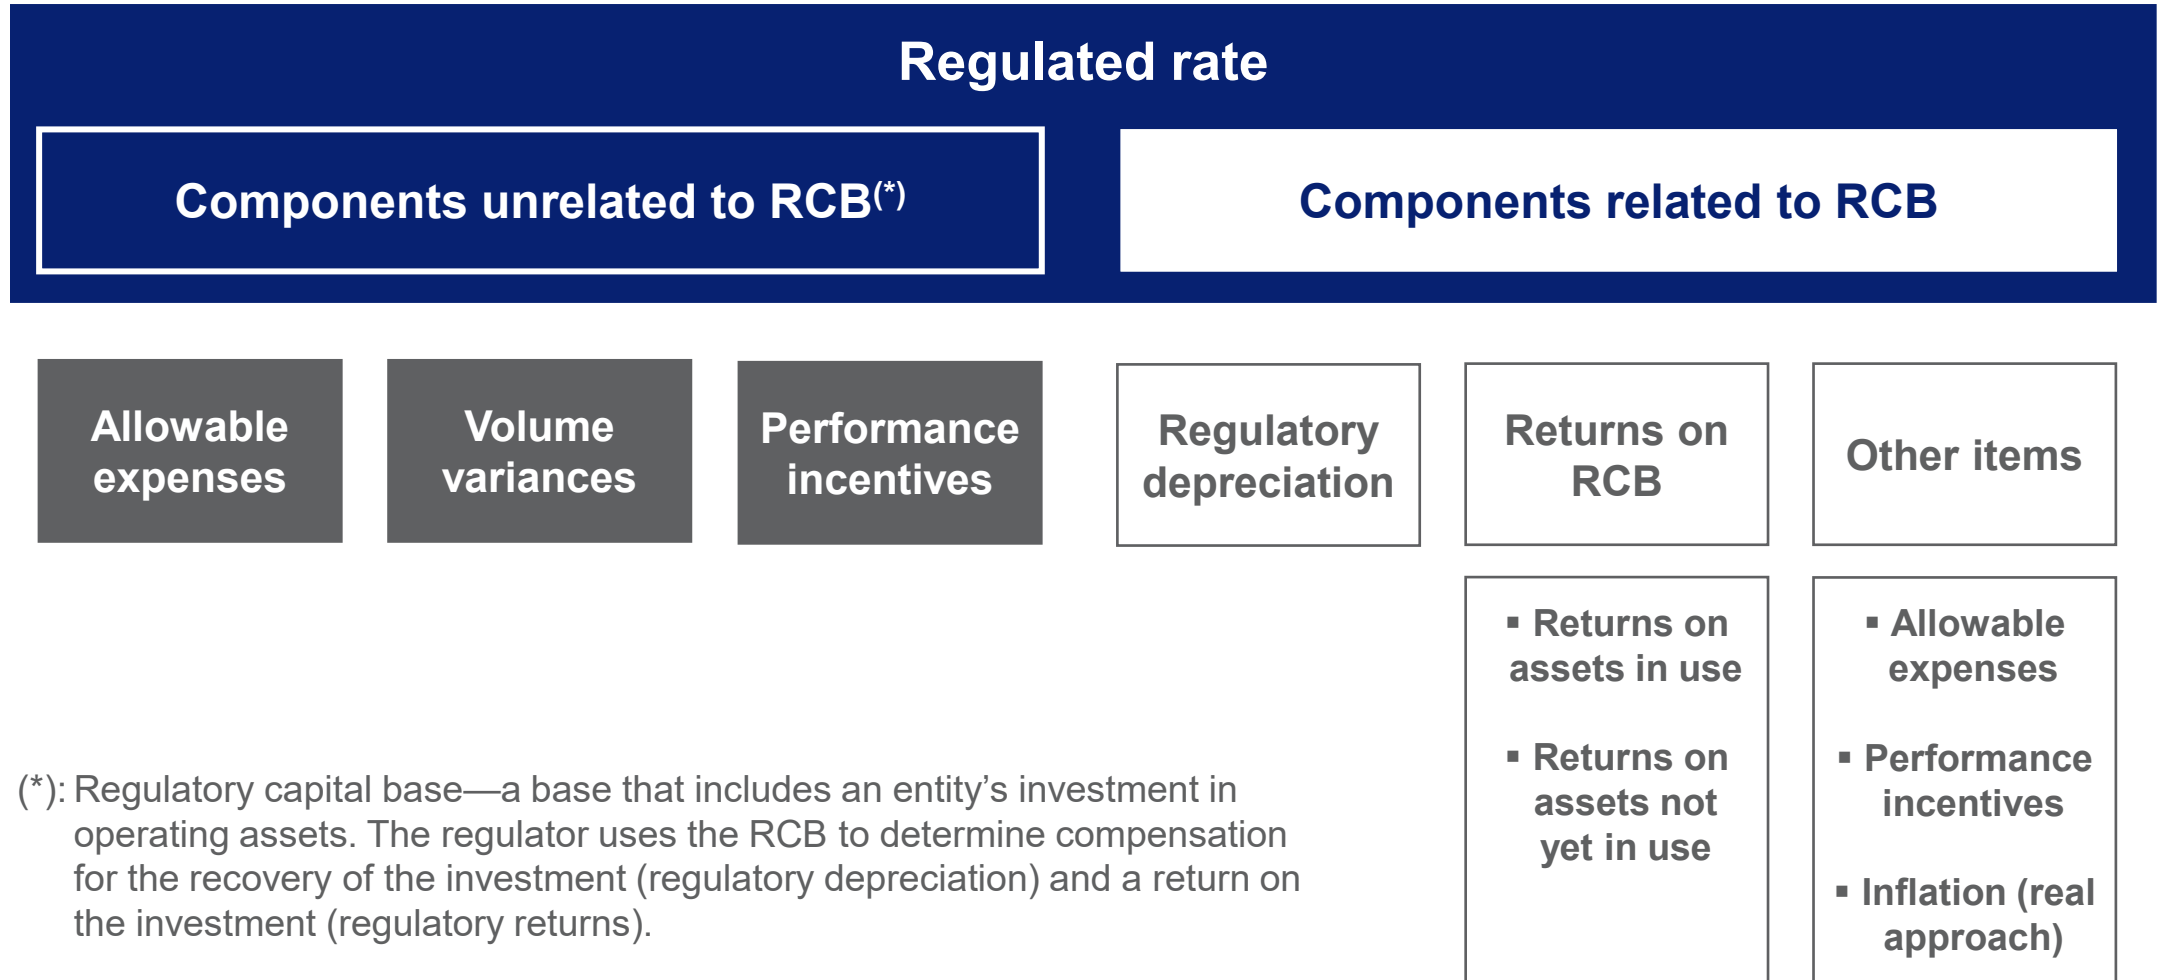 Regulated rate
Components unrelated to RCB(*)
Components related to RCB
Allowable
expenses
Volume
variances
Performance
incentives
Regulatory
depreciation
Returns on
RCB
Other items
▪ Returns on
assets in use
▪ Returns on
assets not
yet in use
▪ Allowable
expenses
▪ Performance
incentives
▪ Inflation (real
approach)
(*): Regulatory capital base—a base that includes an entity’s investment in
operating assets. The regulator uses the RCB to determine compensation
for the recovery of the investment (regulatory depreciation) and a return on
the investment (regulatory returns).